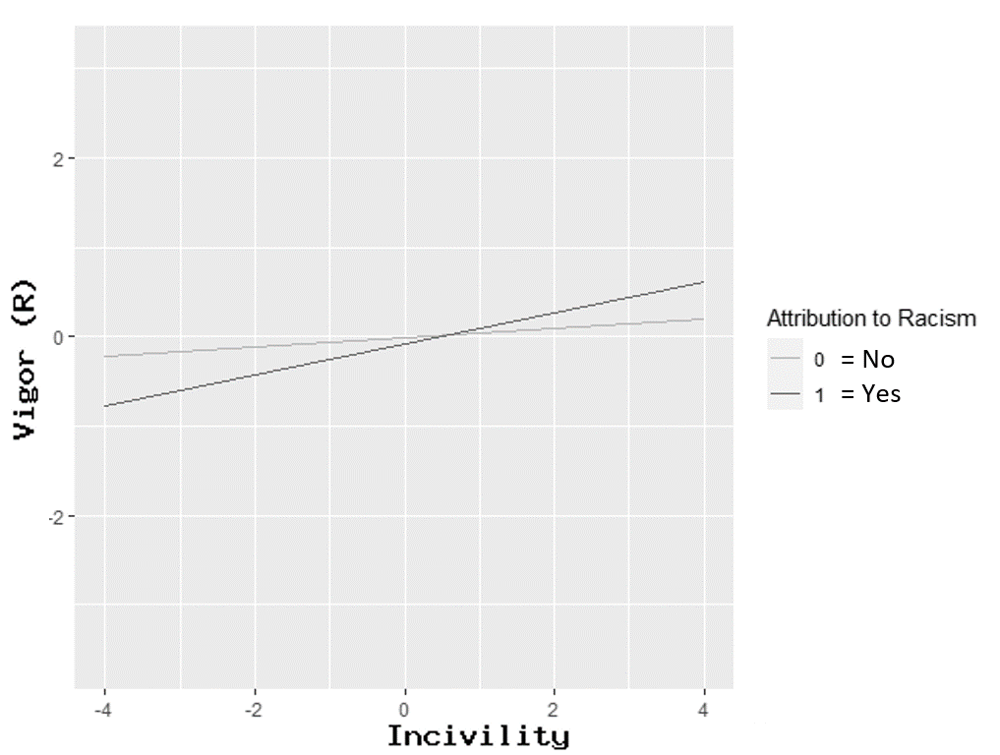 2
0
-2
Vigor (R)
-4
-2
0
2
4
Incivility
Attribution to Racism
0 = No
1 = Yes